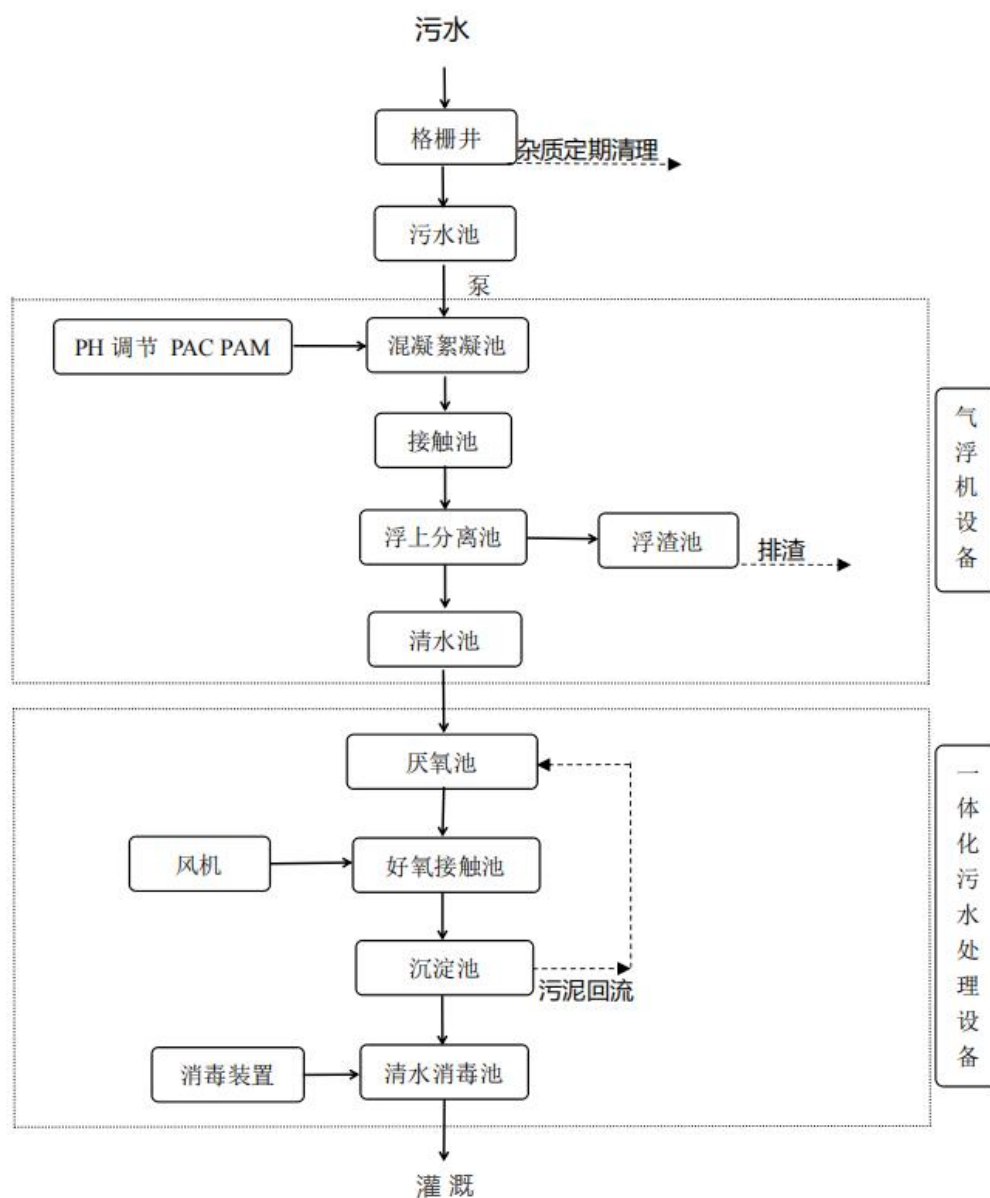 污水
格栅井
杂质定期清理
污水池
泵
PH 调节 PAC PAM
混凝絮凝池
接触池
浮上分离池
浮渣池
排渣
清水池
气浮机设备
厌氧池
风机
好氧接触池
沉淀池
污泥回流
消毒装置
清水消毒池
一体化污水处理设备
灌溉